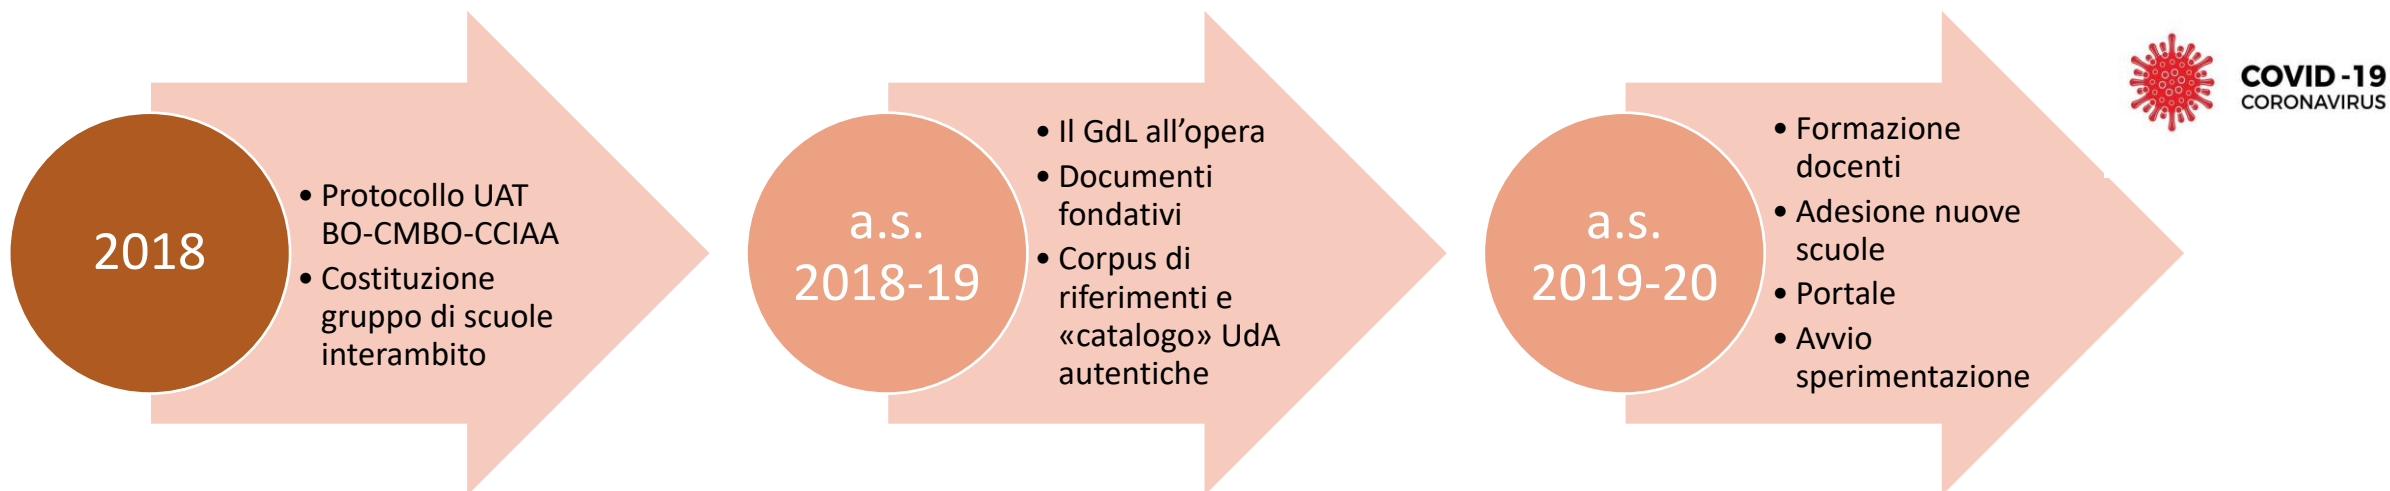 2018
• Protocollo UAT
BO-CMBO-CCIAA
• Costituzione
gruppo di scuole
interambito
a.s.
2018-19
• Il GdL all’opera
• Documenti
fondativi
• Corpus di
riferimenti e
«catalogo» UdA
autentiche
a.s.
2019-20
• Formazione
docenti
• Adesione nuove
scuole
• Portale
• Avvio
sperimentazione
COVID -19
CORONAVIRUS